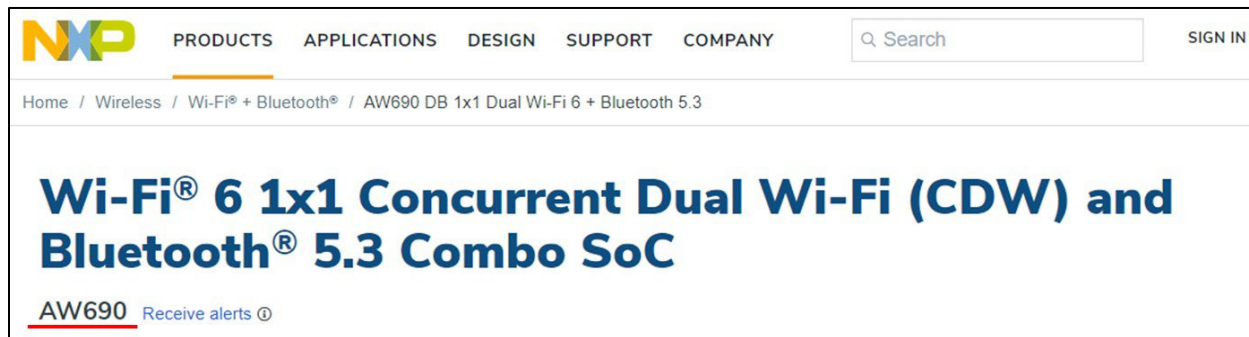 NXP PRODUCTS APPLICATIONS DESIGN SUPPORT COMPANY Search SIGN IN
Home / Wireless / Wi-Fi® + Bluetooth® / AW690 DB 1x1 Dual Wi-Fi 6 + Bluetooth 5.3
Wi-Fi® 6 1x1 Concurrent Dual Wi-Fi (CDW) and
Bluetooth® 5.3 Combo SoC
AW690 Receive alerts